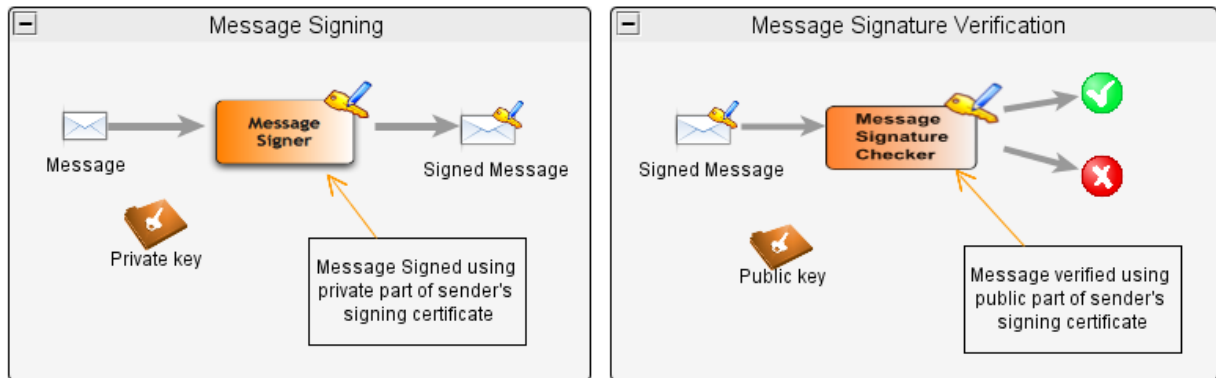 Message Signing
Message
Message
Signer
Signed Message
Private key
Message Signed using
private part of sender's
signing certificate
Message Signature Verification
Signed Message
Message
Signature
Checker
Public key
Message verified using
public part of sender's
signing certificate